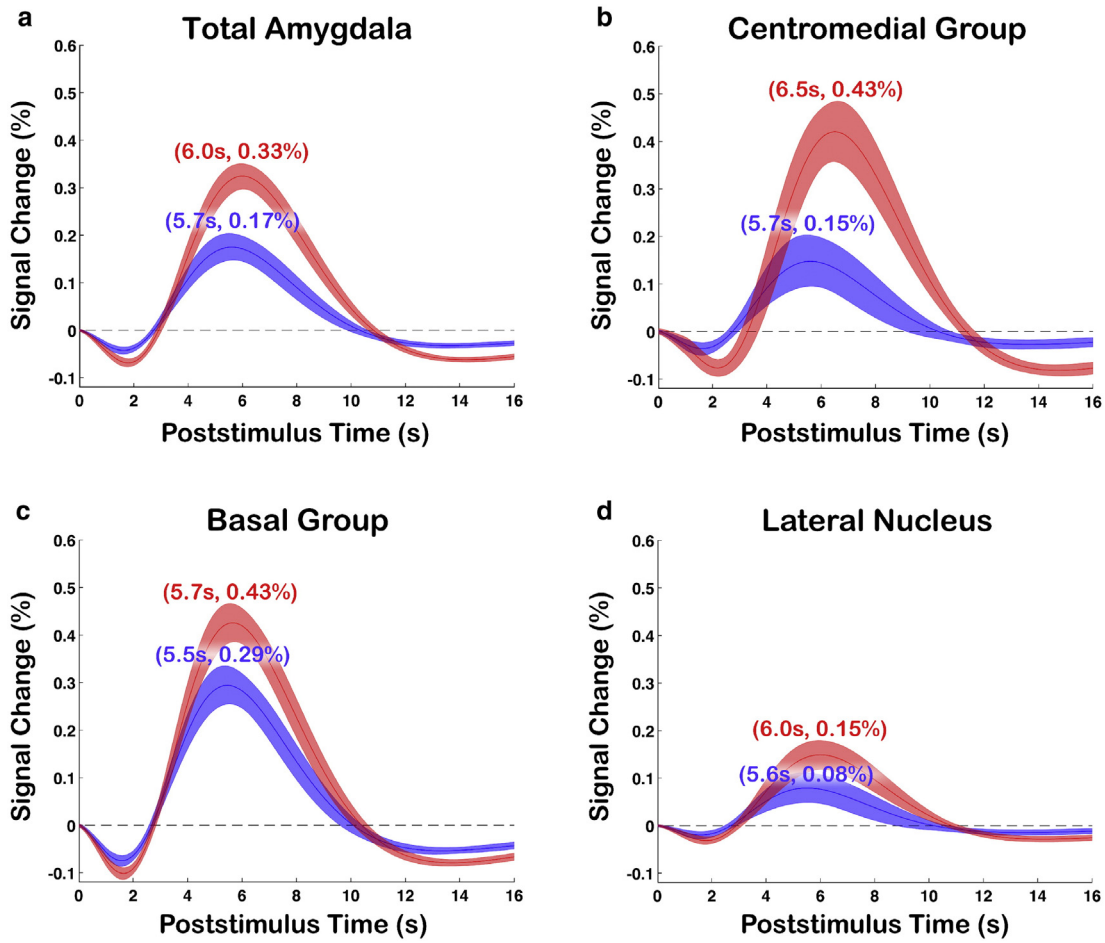 a
Total Amygdala
0.6
0.5
0.4
0.3
0.2
0.1
0
-0.1
Signal Change (%)
(6.0s, 0.33%)
(5.7s, 0.17%)
0 2 4 6 8 10 12 14 16
Poststimulus Time (s)
b
Centromedial Group
0.6
0.5
0.4
0.3
0.2
0.1
0
-0.1
Signal Change (%)
(6.5s, 0.43%)
(5.7s, 0.15%)
0 2 4 6 8 10 12 14 16
Poststimulus Time (s)
c
Basal Group
0.6
0.5
0.4
0.3
0.2
0.1
0
-0.1
Signal Change (%)
(5.7s, 0.43%)
(5.5s, 0.29%)
0 2 4 6 8 10 12 14 16
Poststimulus Time (s)
d
Lateral Nucleus
0.6
0.5
0.4
0.3
0.2
0.1
0
-0.1
Signal Change (%)
(6.0s, 0.15%)
(5.6s, 0.08%)
0 2 4 6 8 10 12 14 16
Poststimulus Time (s)